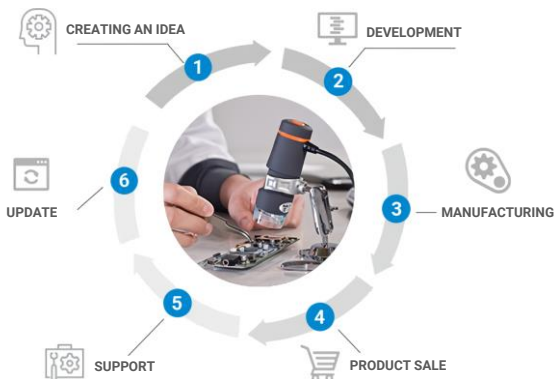 CREATING AN IDEA
1
DEVELOPMENT
2
3
MANUFACTURING
4
PRODUCT SALE
5
SUPPORT
6
UPDATE